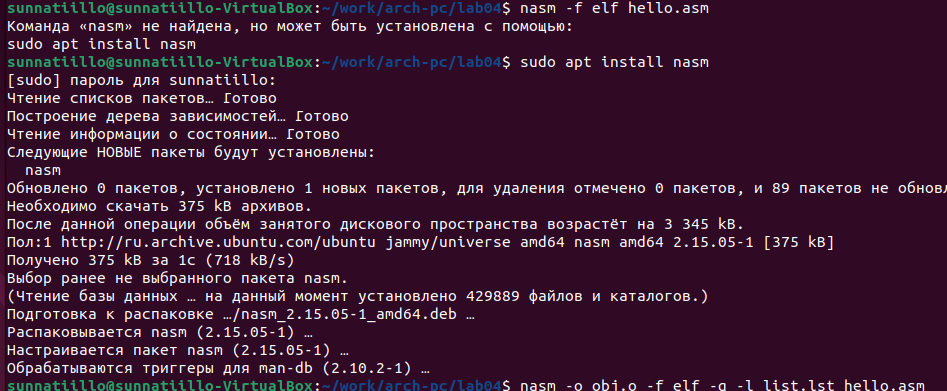 sunnatiillo@sunnatiillo-VirtualBox:~/work/arch-pc/lab04$ nasm -f elf hello.asm
Команда «nasm» не найдена, но может быть установлена с помощью:
sudo apt install nasm
sunnatiillo@sunnatiillo-VirtualBox:~/work/arch-pc/lab04$ sudo apt install nasm
[sudo] пароль для sunnatiillo:
Чтение списков пакетов… Готово
Построение дерева зависимостей… Готово
Чтение информации о состоянии… Готово
Следующие НОВЫЕ пакеты будут установлены:
nasm
Обновлено 0 пакетов, установлено 1 новых пакетов, для удаления отмечено 0 пакетов, и 89 пакетов не обновл
Необходимо скачать 375 kB архивов.
После данной операции объём занятого дискового пространства возрастёт на 3 345 kB.
Пол:1 http://ru.archive.ubuntu.com/ubuntu jammy/universe amd64 nasm amd64 2.15.05-1 [375 kB]
Получено 375 kB за 1с (718 kB/s)
Выбор ранее не выбранного пакета nasm.
(Чтение базы данных … на данный момент установлено 429889 файлов и каталогов.)
Подготовка к распаковке …/nasm_2.15.05-1_amd64.deb …
Распаковывается nasm (2.15.05-1) …
Настраивается пакет nasm (2.15.05-1) …
Обрабатываются триггеры для man-db (2.10.2-1) …
sunnatiillo@sunnatiillo-VirtualBox:~/work/arch-pc/lab04$ nasm -o obj.o -f elf -g -l list.lst hello.asm